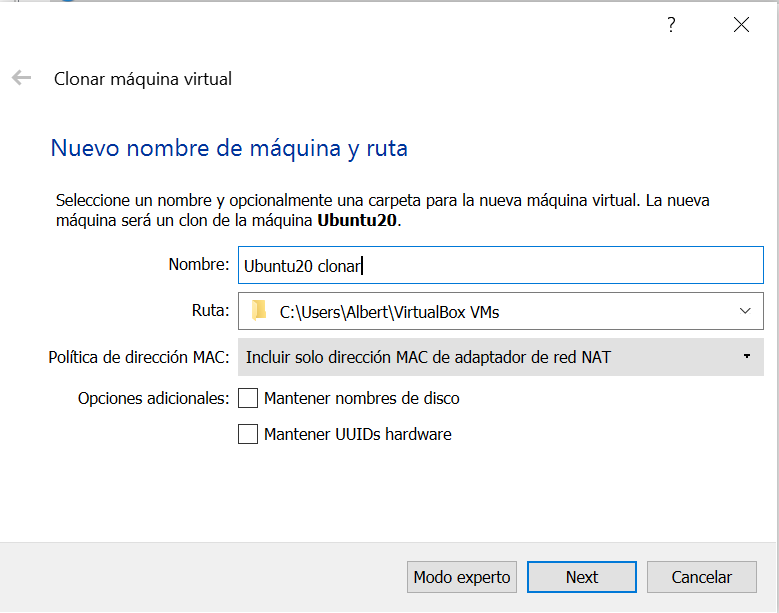 ?
Clonar máquina virtual
Nuevo nombre de máquina y ruta
Seleccione un nombre y opcionalmente una carpeta para la nueva máquina virtual. La nueva
máquina será un clon de la máquina Ubuntu20.
Nombre: Ubuntu20 clonar
Ruta: C:\Users\Albert\VirtualBox VMs
Política de dirección MAC: Incluir solo dirección MAC de adaptador de red NAT
Opciones adicionales: Mantener nombres de disco
Mantener UUIDs hardware
Modo experto Next Cancelar